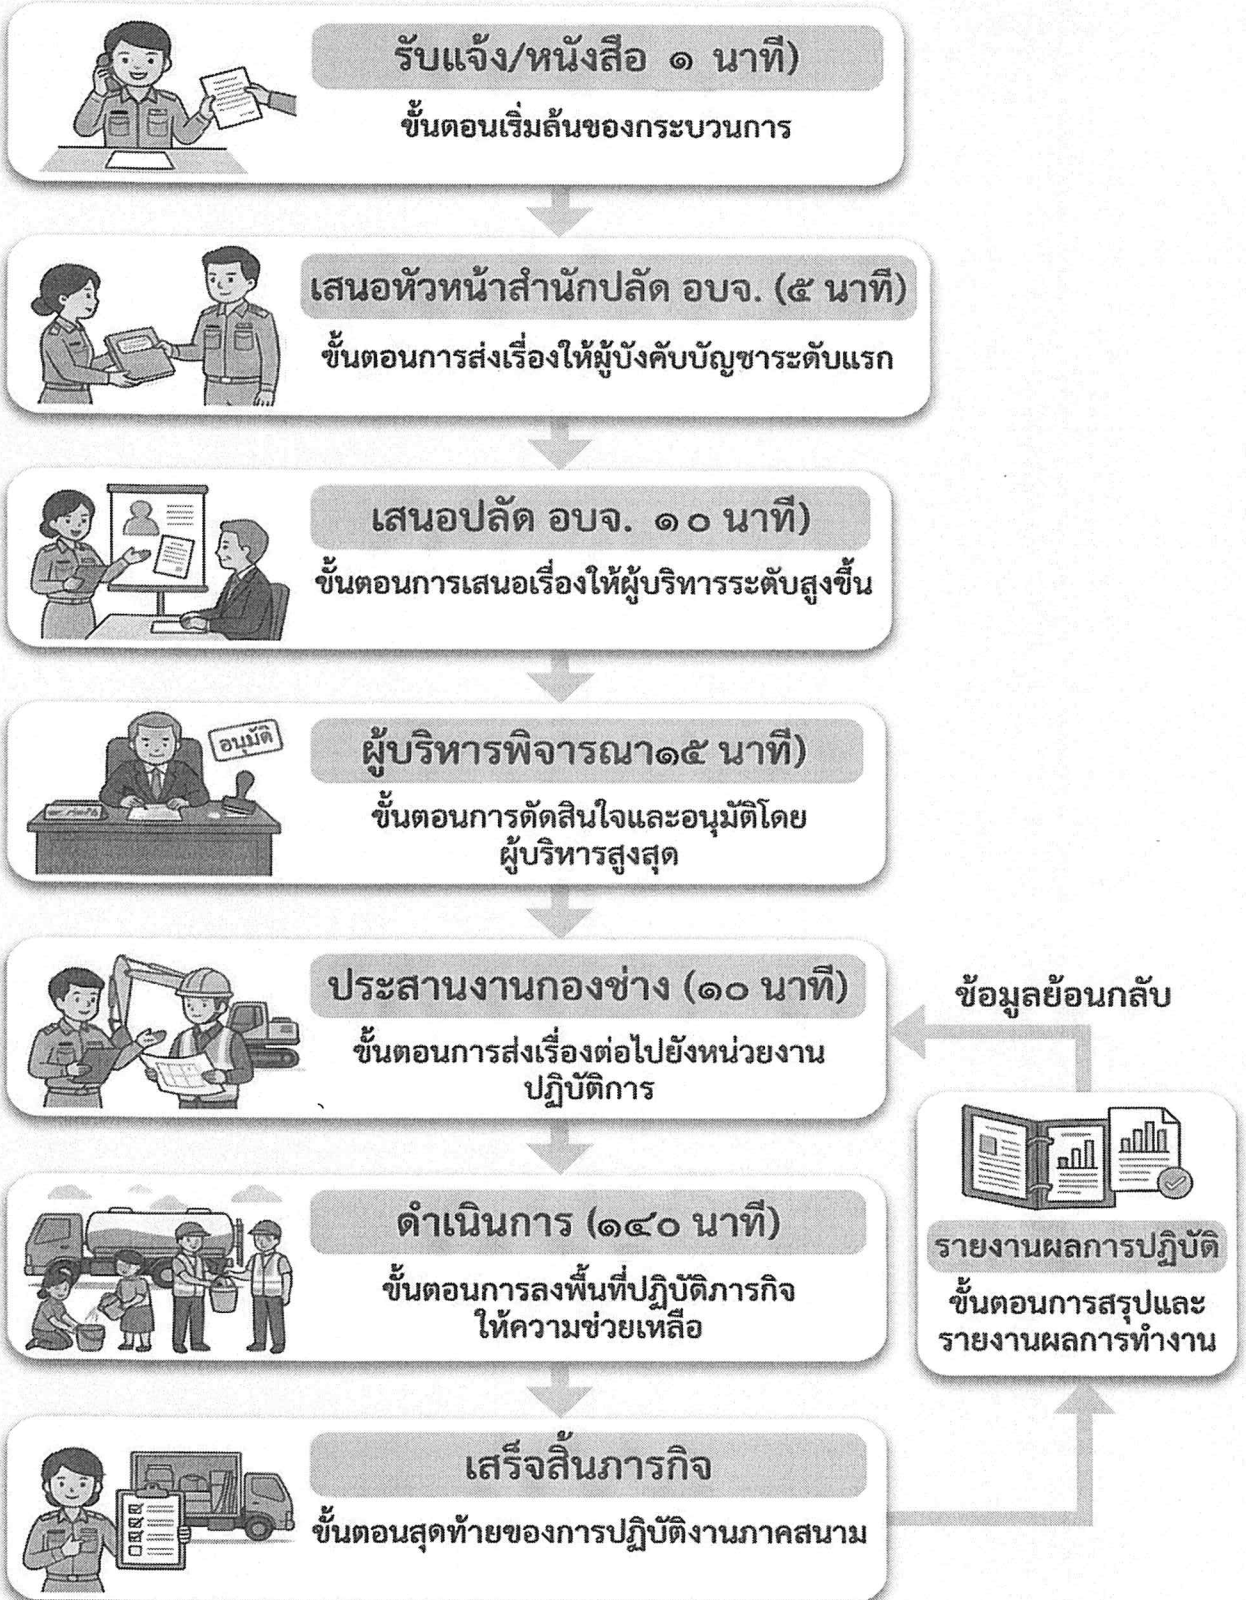 รับแจ้ง/หนังสือ ๑ นาที)
ขั้นตอนเริ่มล้นของกระบวนการ
เสนอหัวหน้าสำนักปลัด อบจ. (๕ นาที)
ขั้นตอนการส่งเรื่องให้ผู้บังคับบัญชาระดับแรก
เสนอปลัด อบจ. ๑๐ นาที)
ขั้นตอนการเสนอเรื่องให้ผู้บริทารระตับสูงขึ้น
อนุมัติ
ผู้บริหารพิจารณา๑๕ นาที)
ขั้นตอนการตัดสินใจและอนุมัติโดย
ผู้บริหารสูงสุด
ประสานงานกองช่าง (๑๐ นาที)
ขั้นตอนการส่งเรื่องต่อไปยังหน่วยงาน
ปฏิบัติการ
ข้อมูลย้อนกลับ
ดำเนินการ (๑๔๐ นาที)
ขั้นตอนการลงพื้นที่ปฏิบัติภารกิจ
ให้ความช่วยเหลือ
รายงานผลการปฏิบัติ
ขั้นตอนการสรุปและ
รายงานผลการทำงาน
เสร็จสิ้นภารกิจ
ขั้นตอนสุดท้ายของการปฏิบัติงานภาคสนาม